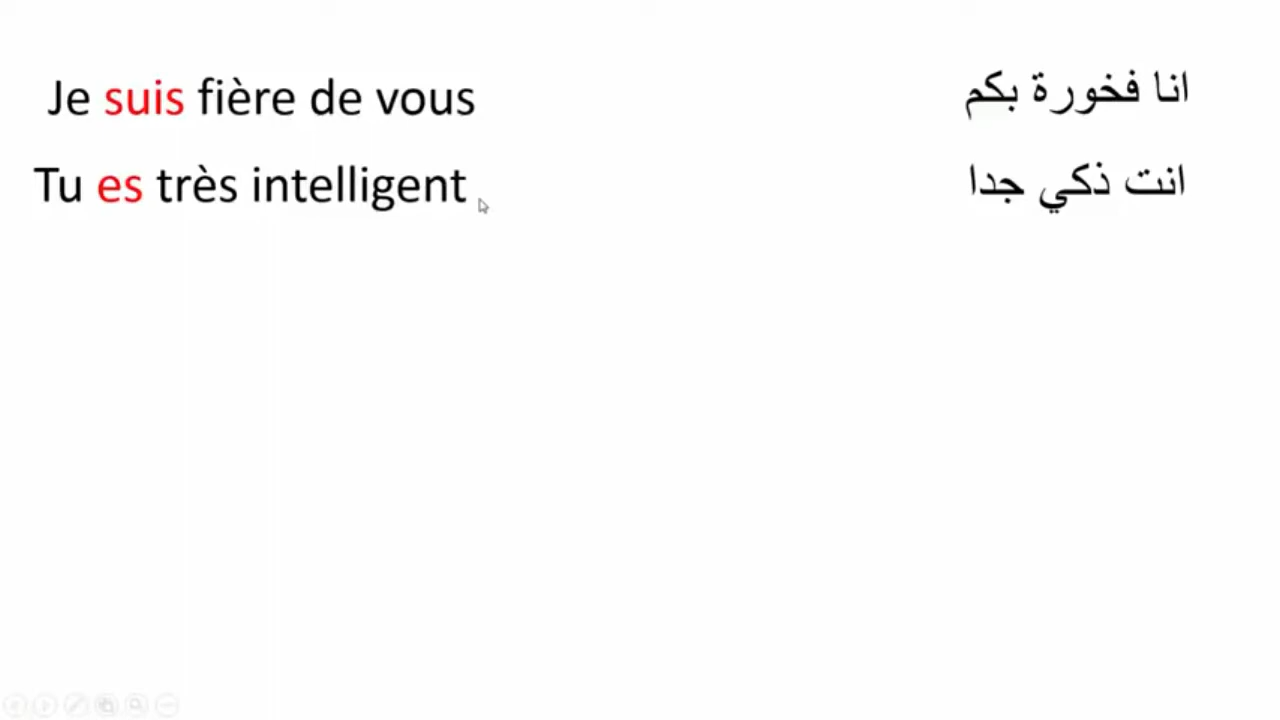 Je suis fière de vous
انا فخورة بكم
Tu es très intelligent
انت ذكي جدا